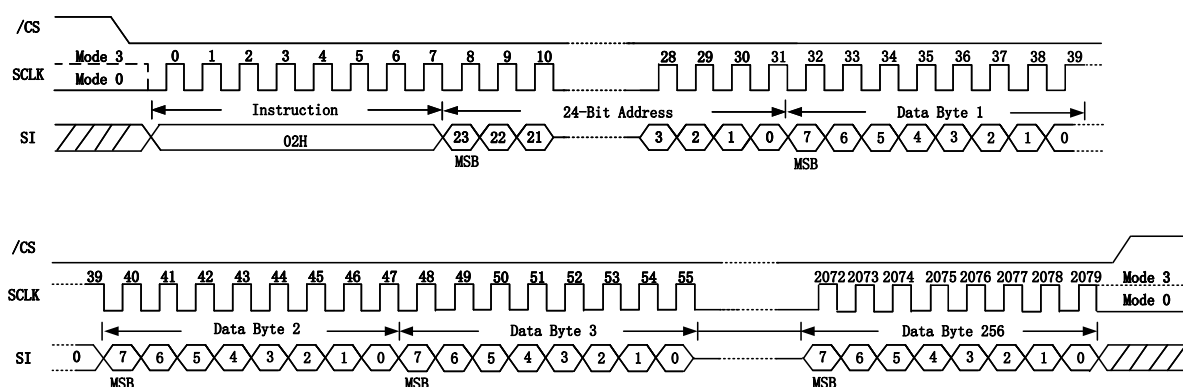 /CS
Mode 3 0 1 2 3 4 5 6 7 8 9 10 28 29 30 31 32 33 34 35 36 37 38 39
SCLK
Mode 0
Instruction 24-Bit Address Data Byte 1
SI 02H 23 22 21 3 2 1 0 7 6 5 4 3 2 1 0
MSB MSB
/CS
39 40 41 42 43 44 45 46 47 48 49 50 51 52 53 54 55 2072 2073 2074 2075 2076 2077 2078 2079 Mode 3
SCLK
Mode 0
Data Byte 2 Data Byte 3 Data Byte 256
SI 0 7 6 5 4 3 2 1 0 7 6 5 4 3 2 1 0 7 6 5 4 3 2 1 0
MSB MSB MSB